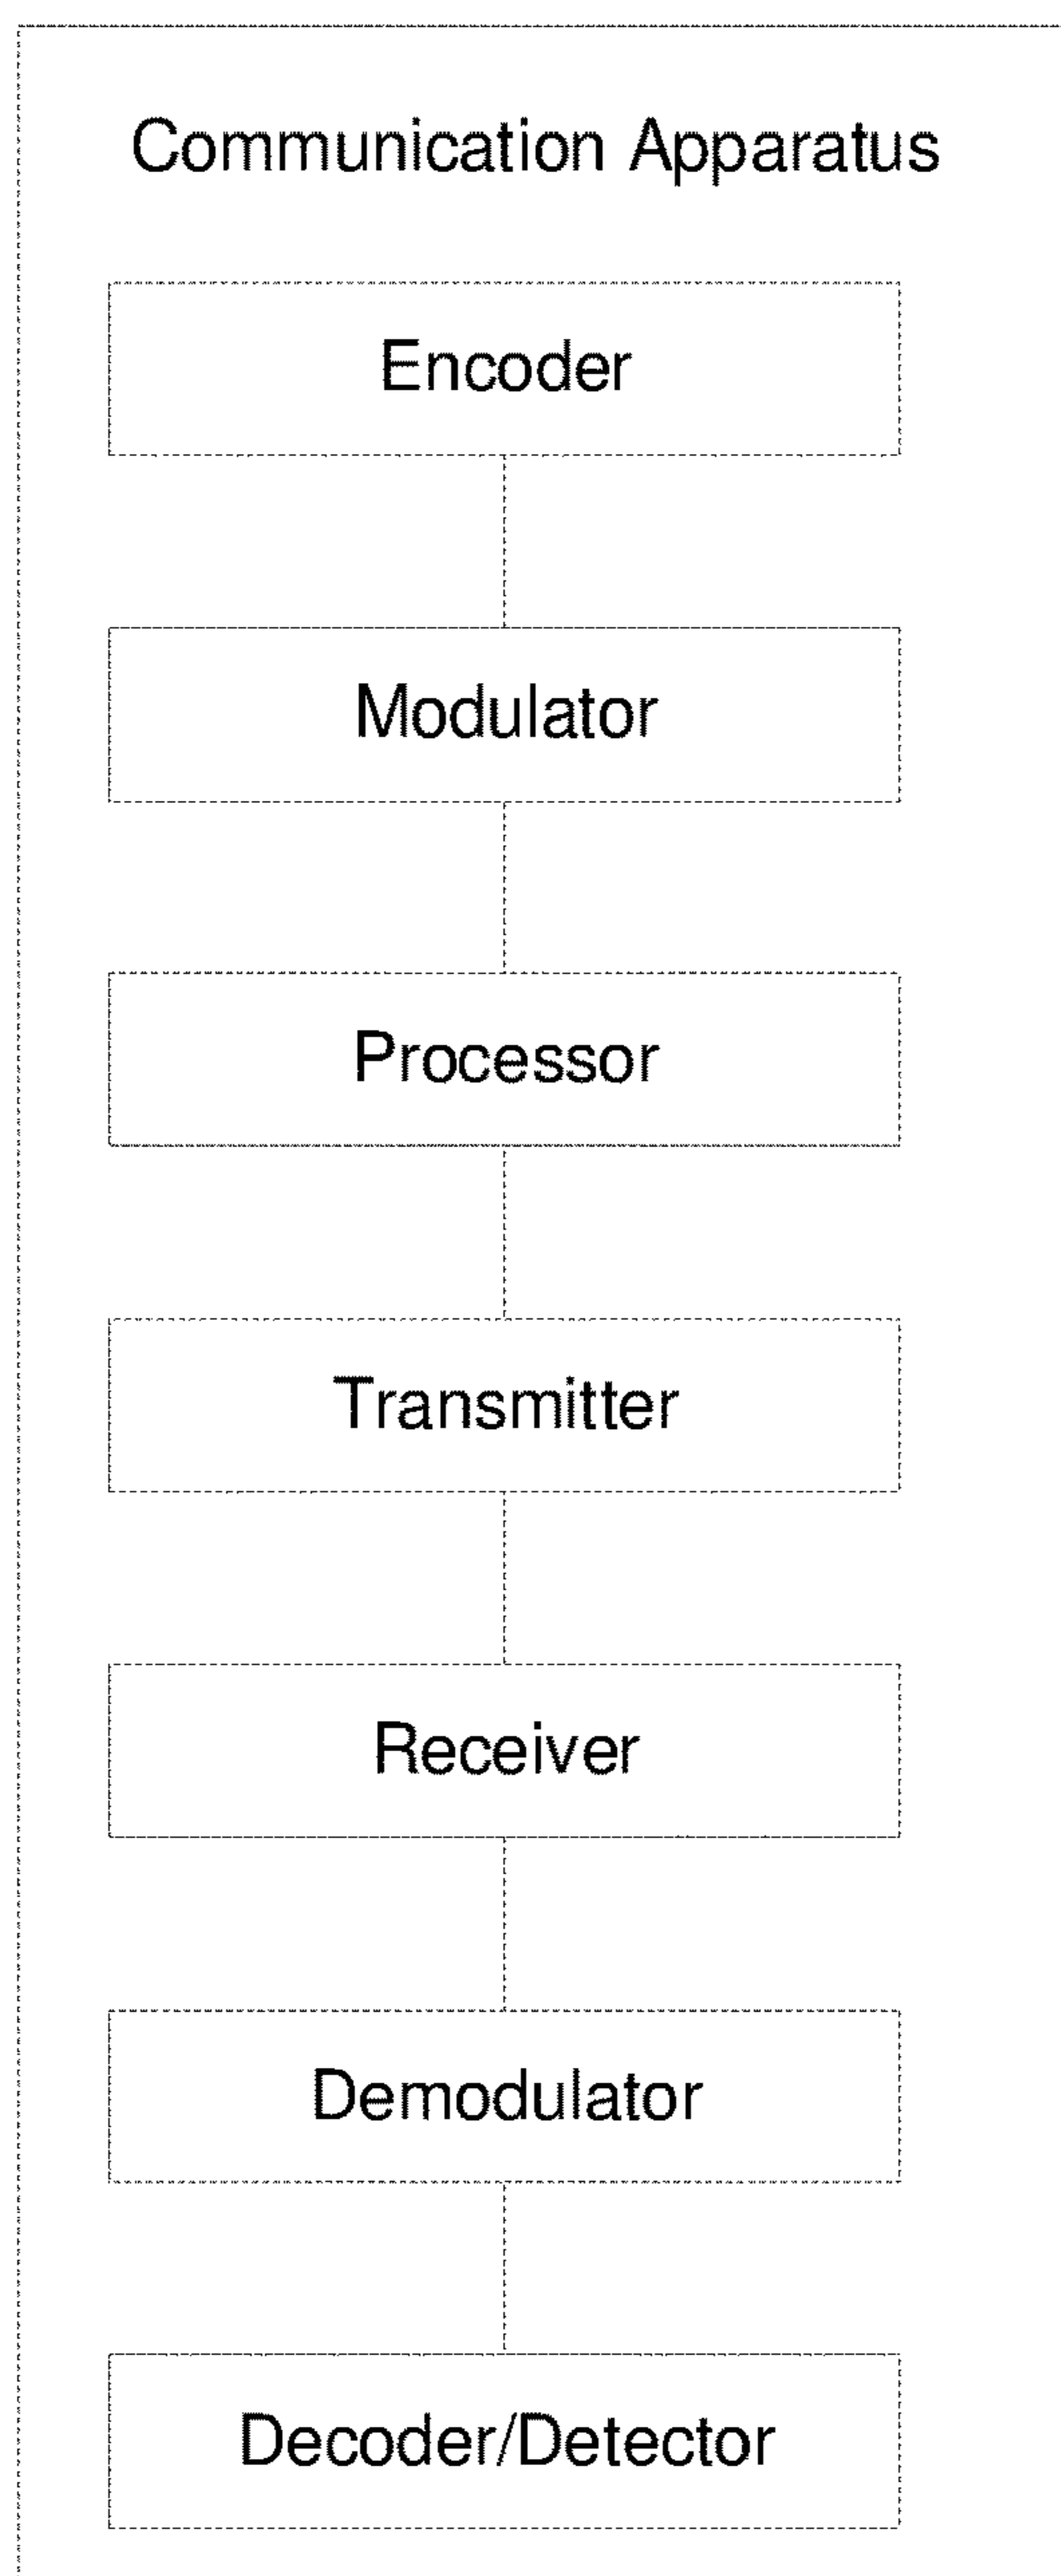 Communication Apparatus
Encoder
Modulator
Processor
Transmitter
Receiver
Demodulator
Decoder/Detector